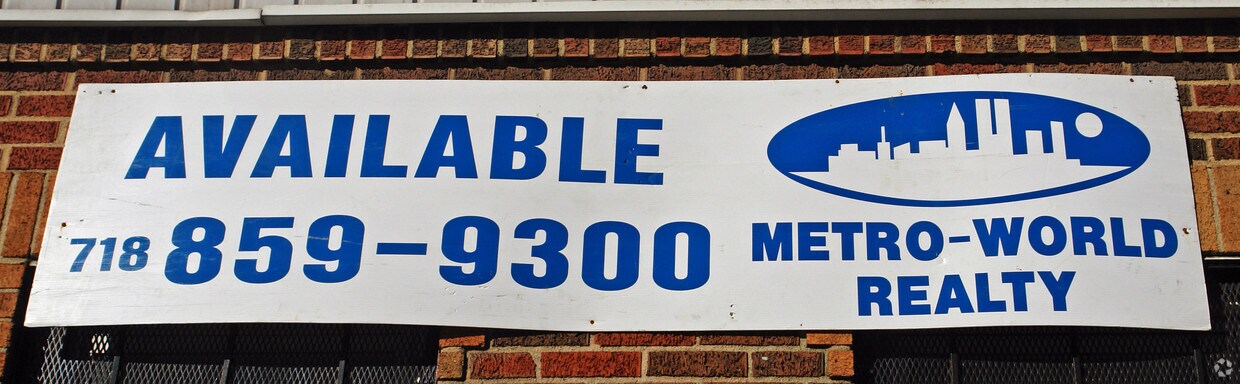 AVAILABLE
718 859-9300
METRO-WORLD
REALTY